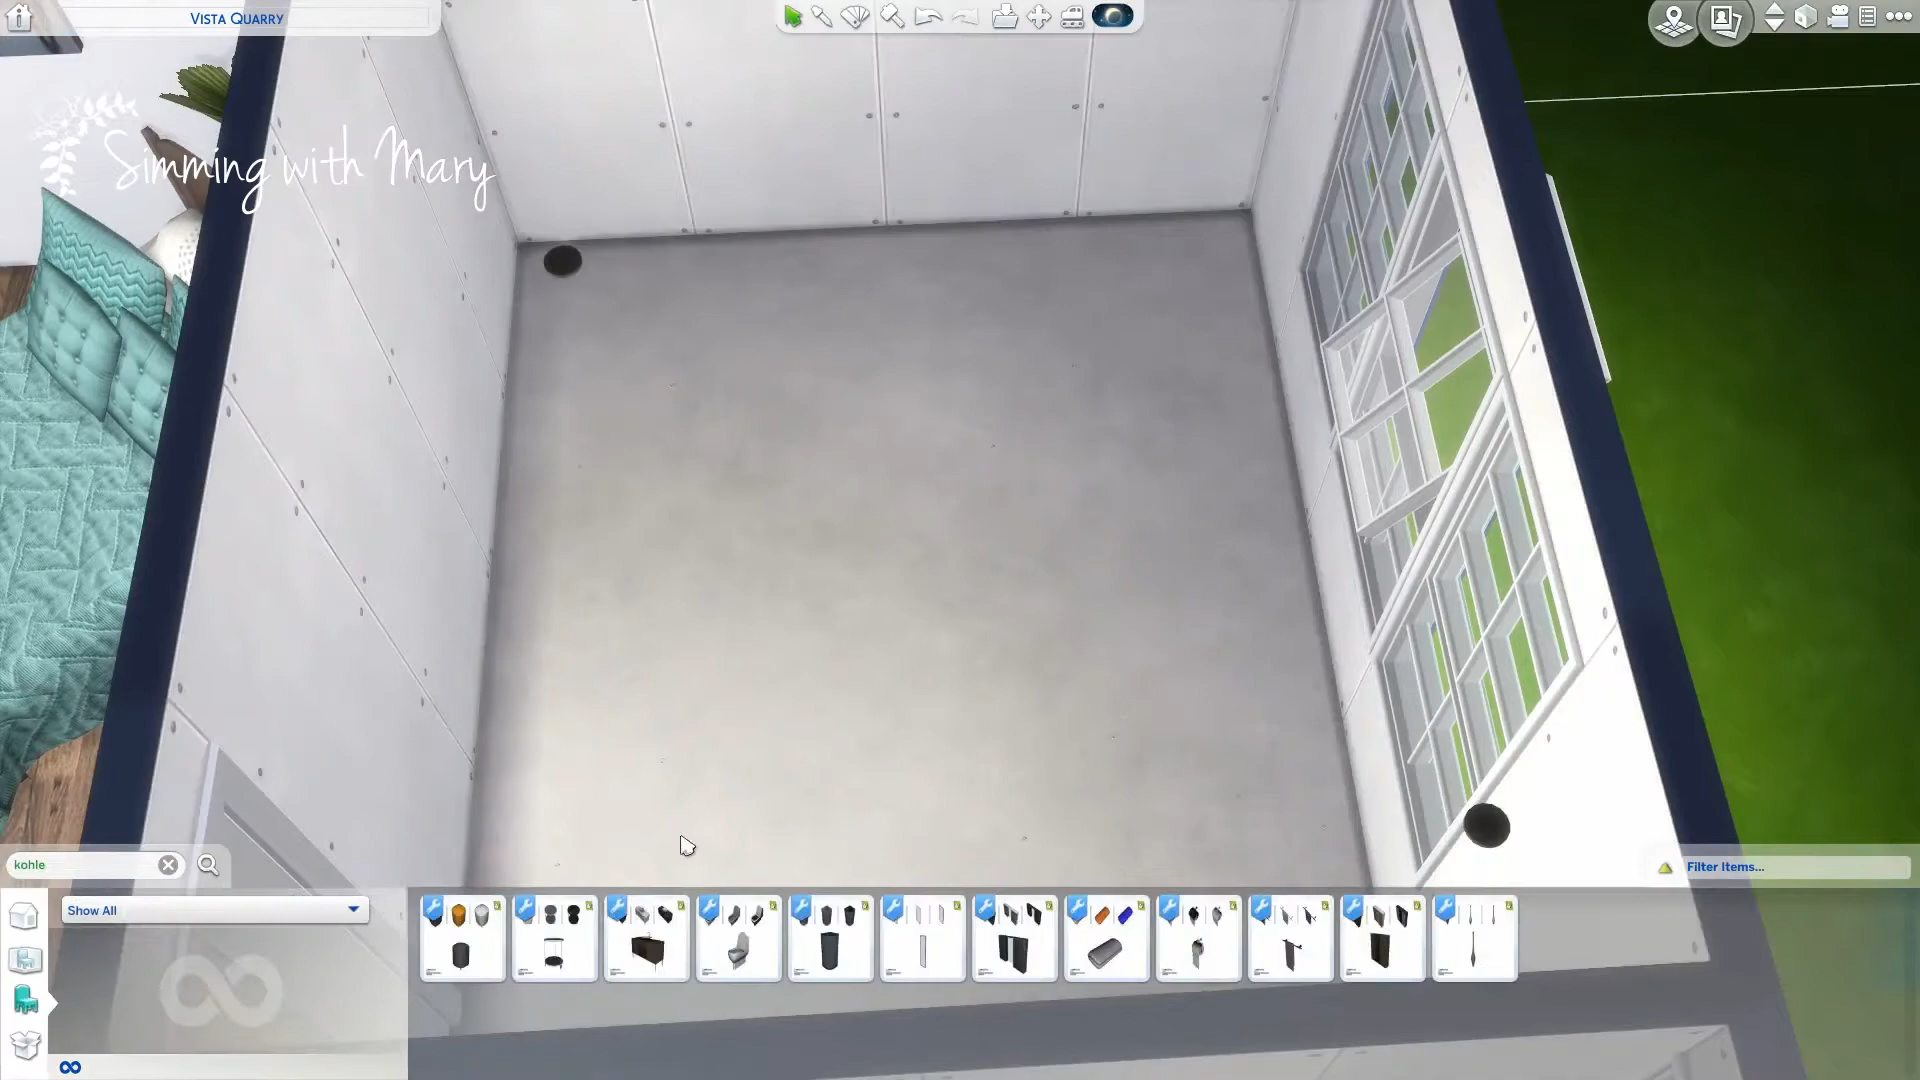 Vista Quarry
Simming with Mary
kohle
Filter Items...
Show All